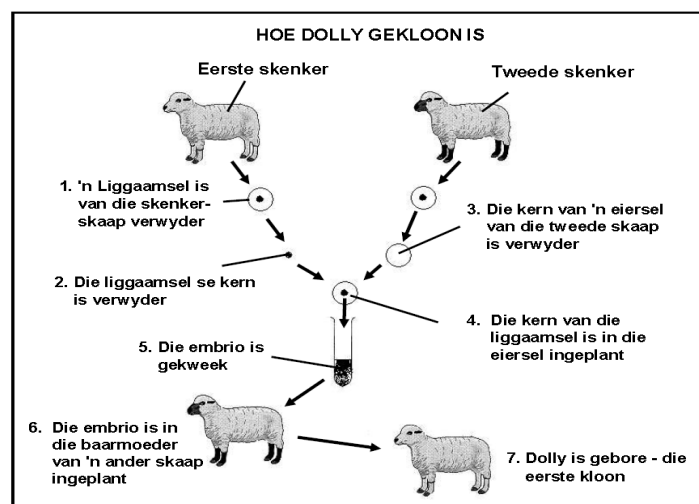 HOE DOLLY GEKLOON IS
Eerste skenker
Tweede skenker
1. 'n Liggaamsel is
van die skenker-
skaap verwyder
3. Die kern van 'n eiersel
van die tweede skaap
is verwyder
2. Die liggaamsel se kern
is verwyder
4. Die kern van die
liggaamsel is in die
eiersel ingeplant
5. Die embrio is
gekweek
6. Die embrio is in
die baarmoeder
van 'n ander skaap
ingeplant
7. Dolly is gebore - die
eerste kloon